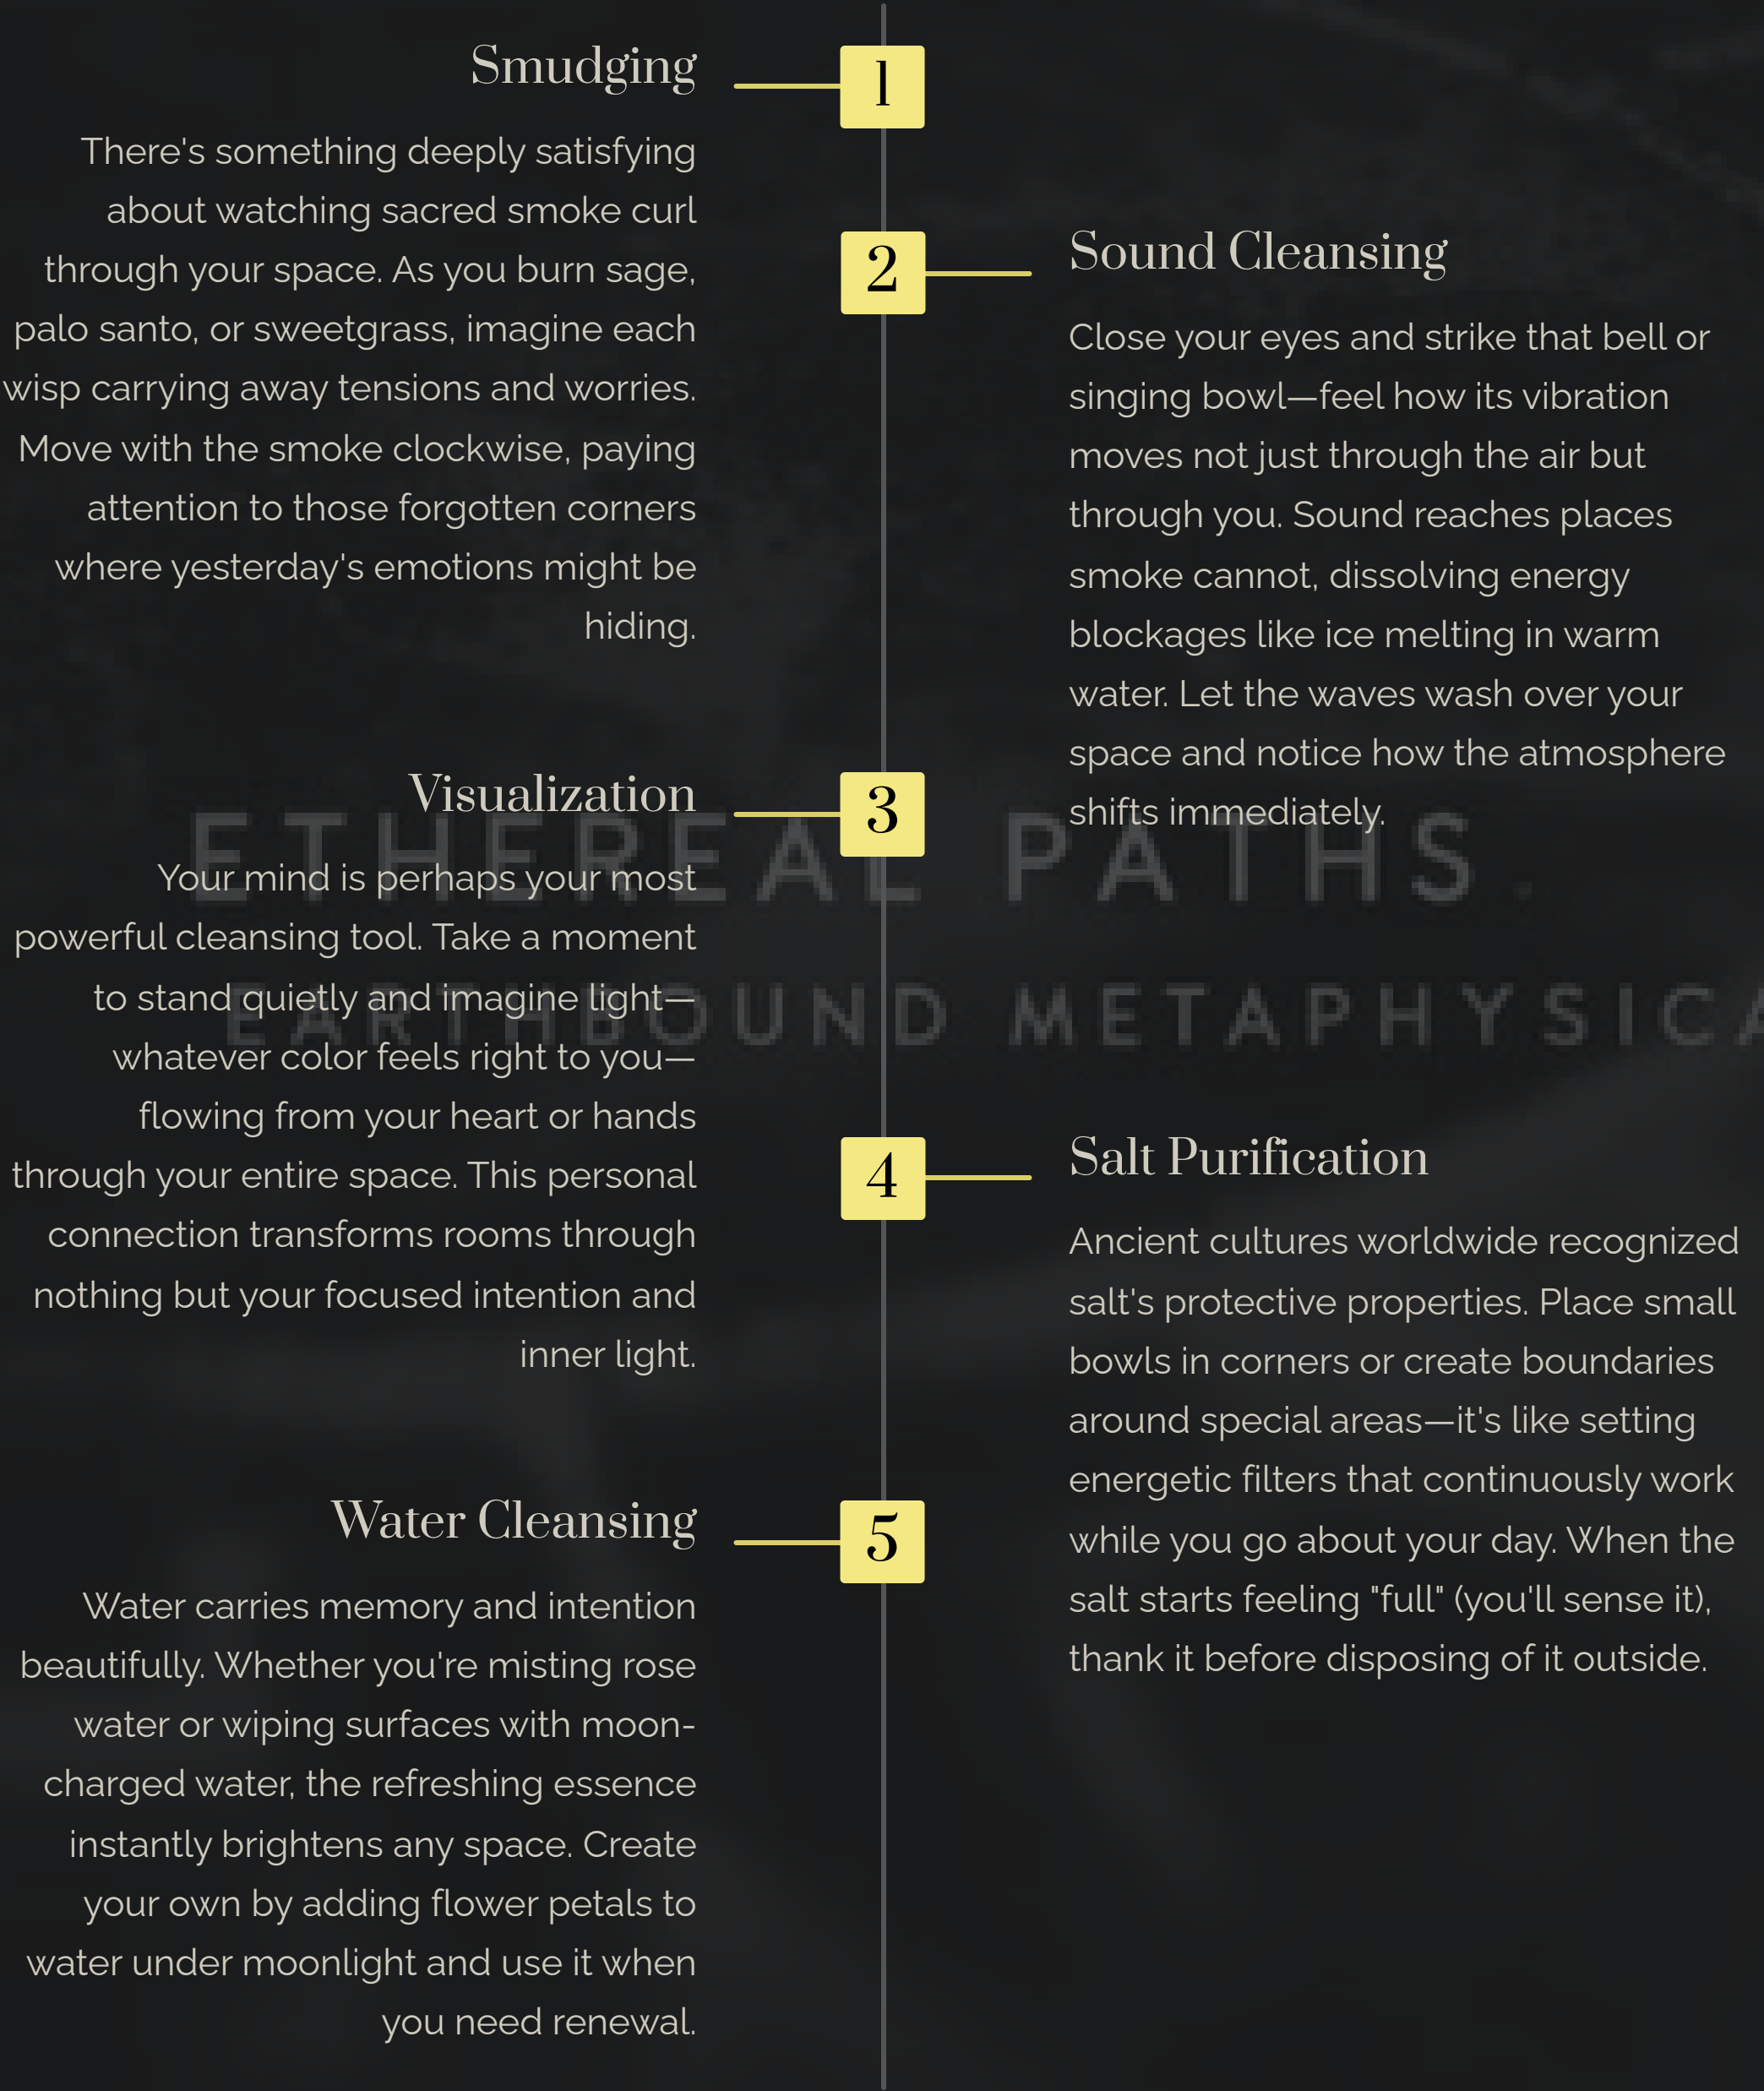 1
Smudging
There's something deeply satisfying
about watching sacred smoke curl
through your space. As you burn sage,
palo santo, or sweetgrass, imagine each
wisp carrying away tensions and worries.
Move with the smoke clockwise, paying
attention to those forgotten corners
where yesterday's emotions might be
hiding.
2
Sound Cleansing
Close your eyes and strike that bell or
singing bowl—feel how its vibration
moves not just through the air but
through you. Sound reaches places
smoke cannot, dissolving energy
blockages like ice melting in warm
water. Let the waves wash over your
space and notice how the atmosphere
shifts immediately.
3
Visualization
Your mind is perhaps your most
powerful cleansing tool. Take a moment
to stand quietly and imagine light—
whatever color feels right to you—
flowing from your heart or hands
through your entire space. This personal
connection transforms rooms through
nothing but your focused intention and
inner light.
ETHEREAL PATHS.
EARTHBOUND METAPHYSICA
4
Salt Purification
Ancient cultures worldwide recognized
salt's protective properties. Place small
bowls in corners or create boundaries
around special areas—it's like setting
energetic filters that continuously work
while you go about your day. When the
salt starts feeling "full" (you'll sense it),
thank it before disposing of it outside.
5
Water Cleansing
Water carries memory and intention
beautifully. Whether you're misting rose
water or wiping surfaces with moon-
charged water, the refreshing essence
instantly brightens any space. Create
your own by adding flower petals to
water under moonlight and use it when
you need renewal.